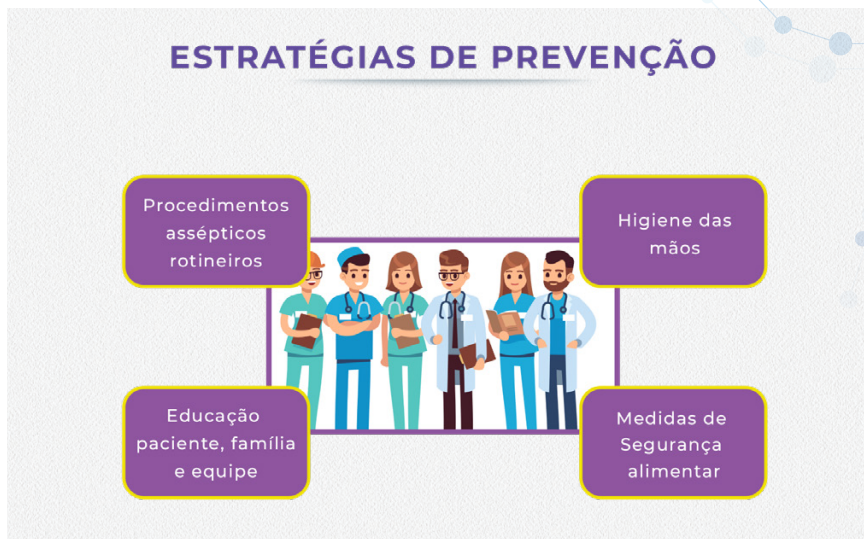 ESTRATÉGIAS DE PREVENÇÃO
Procedimentos
assépticos
rotineiros
Higiene das
mãos
Educação
paciente, família
e equipe
Medidas de
Segurança
alimentar